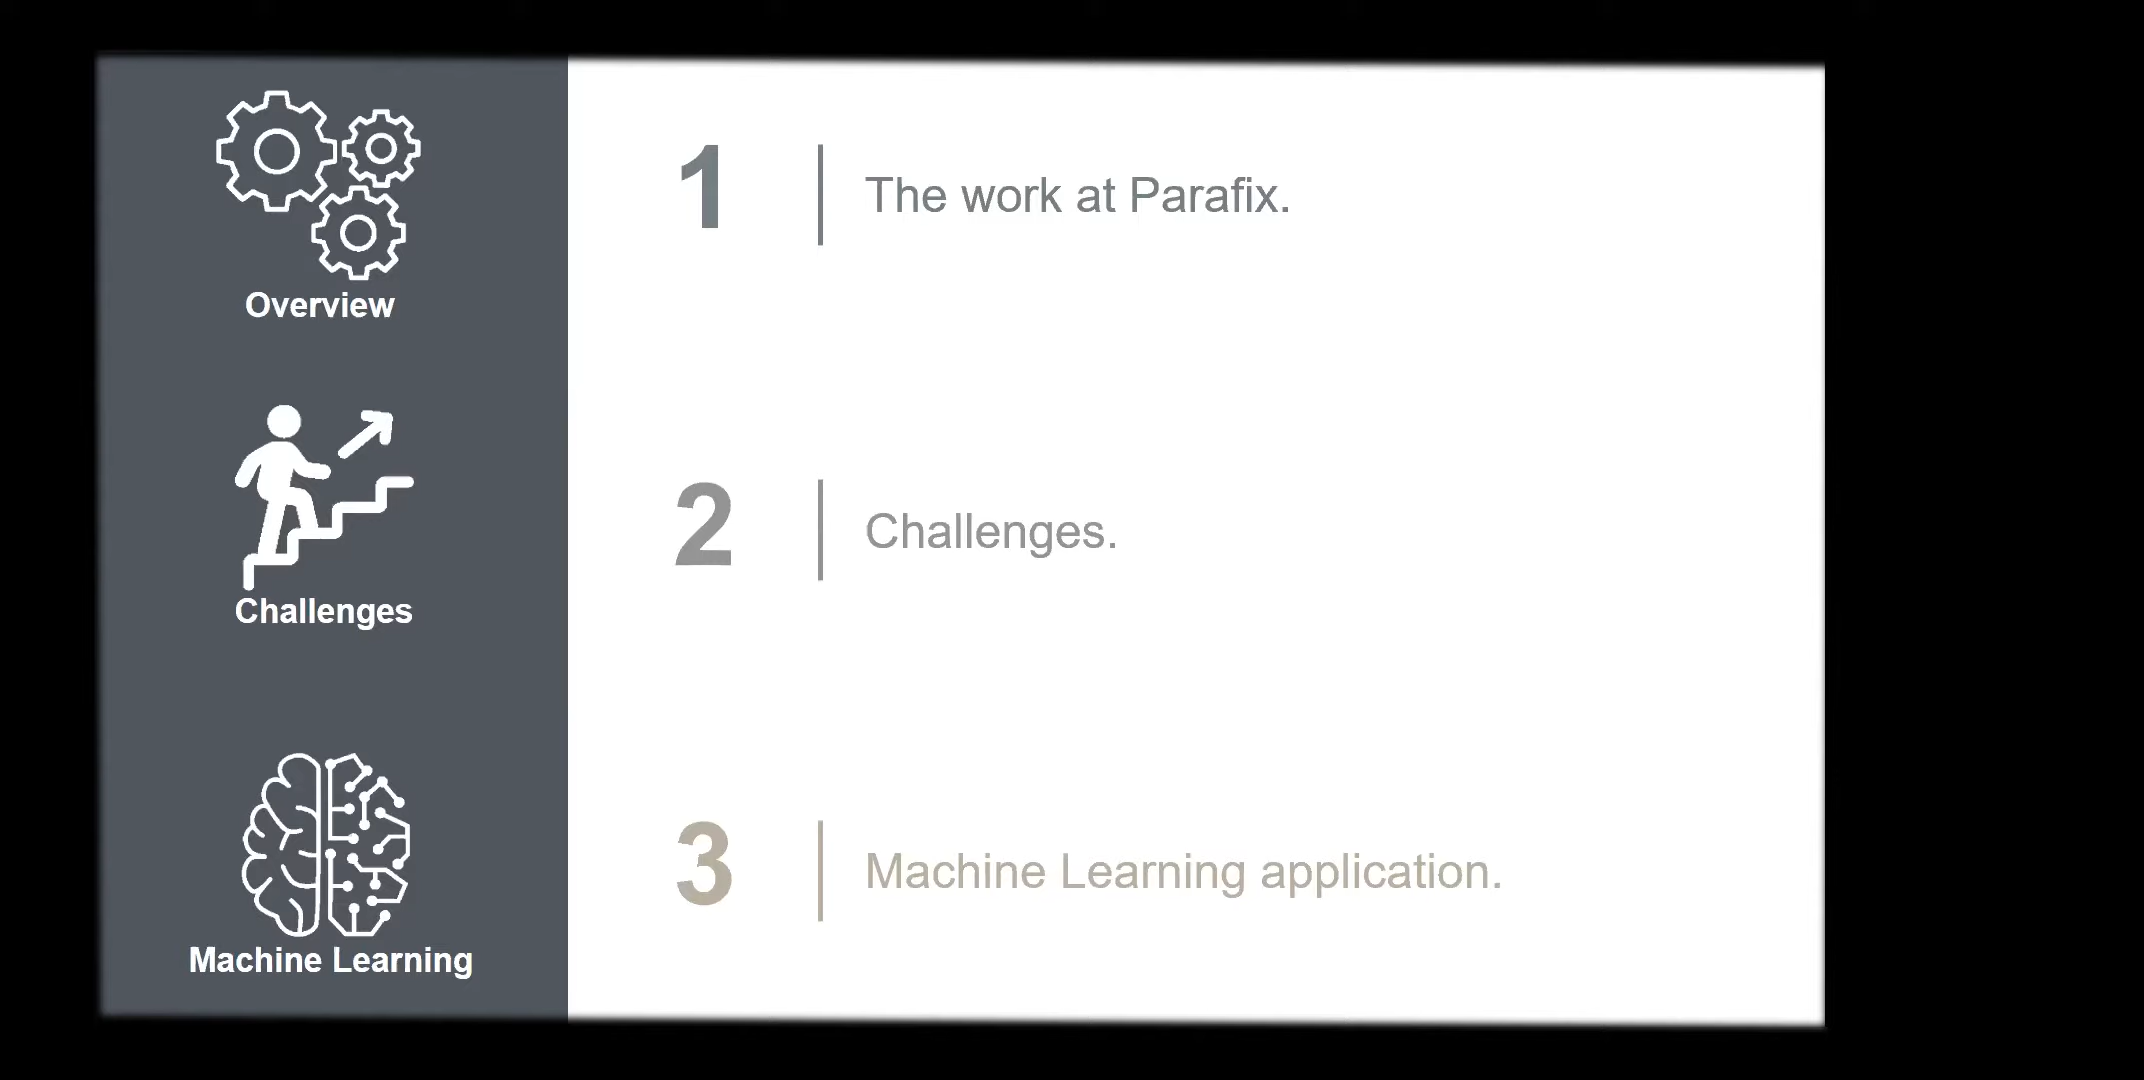 Overview
1
The work at Parafix.
Challenges
2
Challenges.
Machine Learning
3
Machine Learning application.